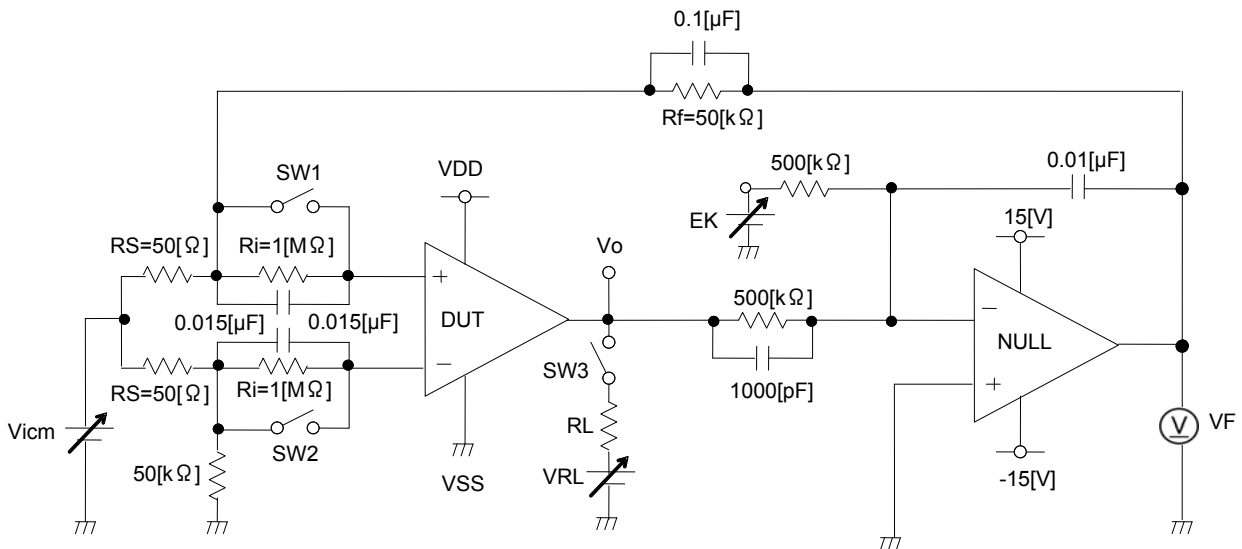 0.1[µF]
Rf=50[kΩ]
SW1
VDD
500[kΩ]
0.01[µF]
EK
15[V]
RS=50[Ω]
Ri=1[MΩ]
Vo
+
DUT
−
0.015[µF]
0.015[µF]
500[kΩ]
−
NULL
+
SW3
1000[pF]
RS=50[Ω]
Ri=1[MΩ]
RL
V
VF
Vicm
SW2
50[kΩ]
VSS
VRL
-15[V]